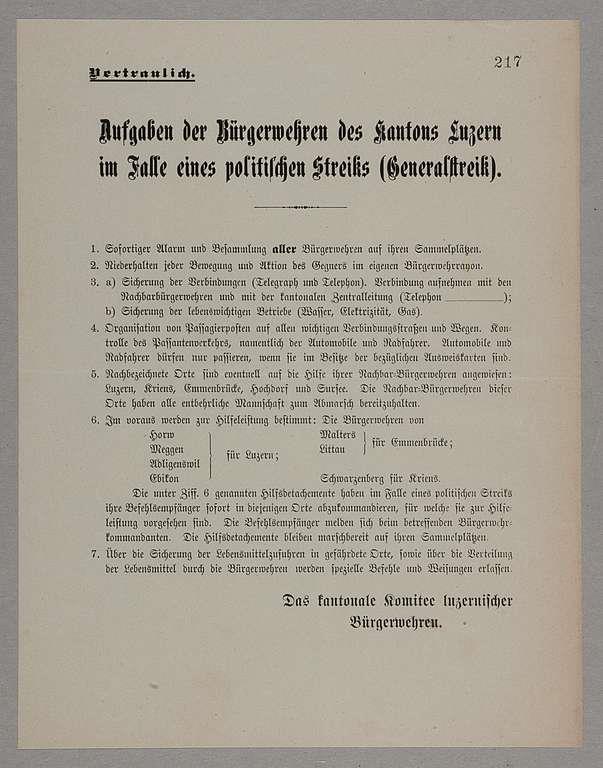 Vertraulich.
217
Aufgaben der Bürgerwehren des Kantons Luzern
im Falle eines politischen Streiks (Generalstreik).
1. Sofortiger Alarm und Besammlung aller Bürgerwehren auf ihren Sammelplätzen.
2. Niederhalten jeder Bewegung und Aktion des Gegners im eigenen Bürgerwehrrayon.
3. a) Sicherung der Verbindungen (Telegraph und Telephon). Verbindung aufnehmen mit den
Nachbarbürgerwehren und mit der kantonalen Zentralleitung (Telephon ____________);
b) Sicherung der lebenswichtigen Betriebe (Wasser, Elektrizität, Gas).
4. Organisation von Passagierposten auf allen wichtigen Verbindungsstraßen und Wegen. Kon-
trolle des Passantenverkehrs, namentlich der Automobile und Radfahrer. Automobile und
Radfahrer dürfen nur passieren, wenn sie im Besitze der bezüglichen Ausweiskarten sind.
5. Nachbezeichnete Orte sind eventuell auf die Hilfe ihrer Nachbar-Bürgerwehren angewiesen:
Luzern, Kriens, Emmenbrücke, Hochdorf und Sursee. Die Nachbar-Bürgerwehren dieser
Orte haben alle entbehrliche Mannschaft zum Abmarsch bereitzuhalten.
6. Im voraus werden zur Hilfeleistung bestimmt: Die Bürgerwehren von
Horw
Meggen
Adligenswil
Ebikon
für Luzern;
Malters
Littau
für Emmenbrücke;
Schwarzenberg für Kriens.
Die unter Ziff. 6 genannten Hilfsdetachemente haben im Falle eines politischen Streiks
ihre Befehlsempfänger sofort in diejenigen Orte abzukommandieren, für welche sie zur Hilfe-
leistung vorgesehen sind. Die Befehlsempfänger melden sich beim betreffenden Bürgerwehr-
kommandanten. Die Hilfsdetachemente bleiben marschbereit auf ihren Sammelplätzen.
7. Über die Sicherung der Lebensmittelzufuhren in gefährdete Orte, sowie über die Verteilung
der Lebensmittel durch die Bürgerwehren werden spezielle Befehle und Weisungen erlassen.
Das kantonale Komitee luzernischer
Bürgerwehren.